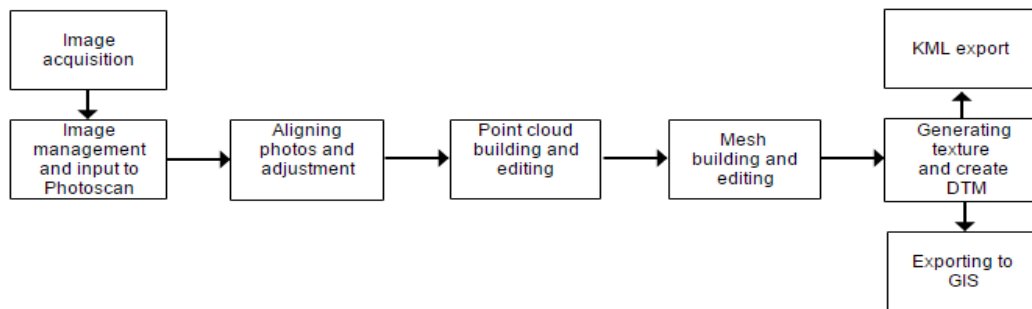 Image
acquisition
Image
management
and input to
Photoscan
Aligning
photos and
adjustment
Point cloud
building and
editing
Mesh
building and
editing
Generating
texture
and create
DTM
KML export
Exporting to
GIS